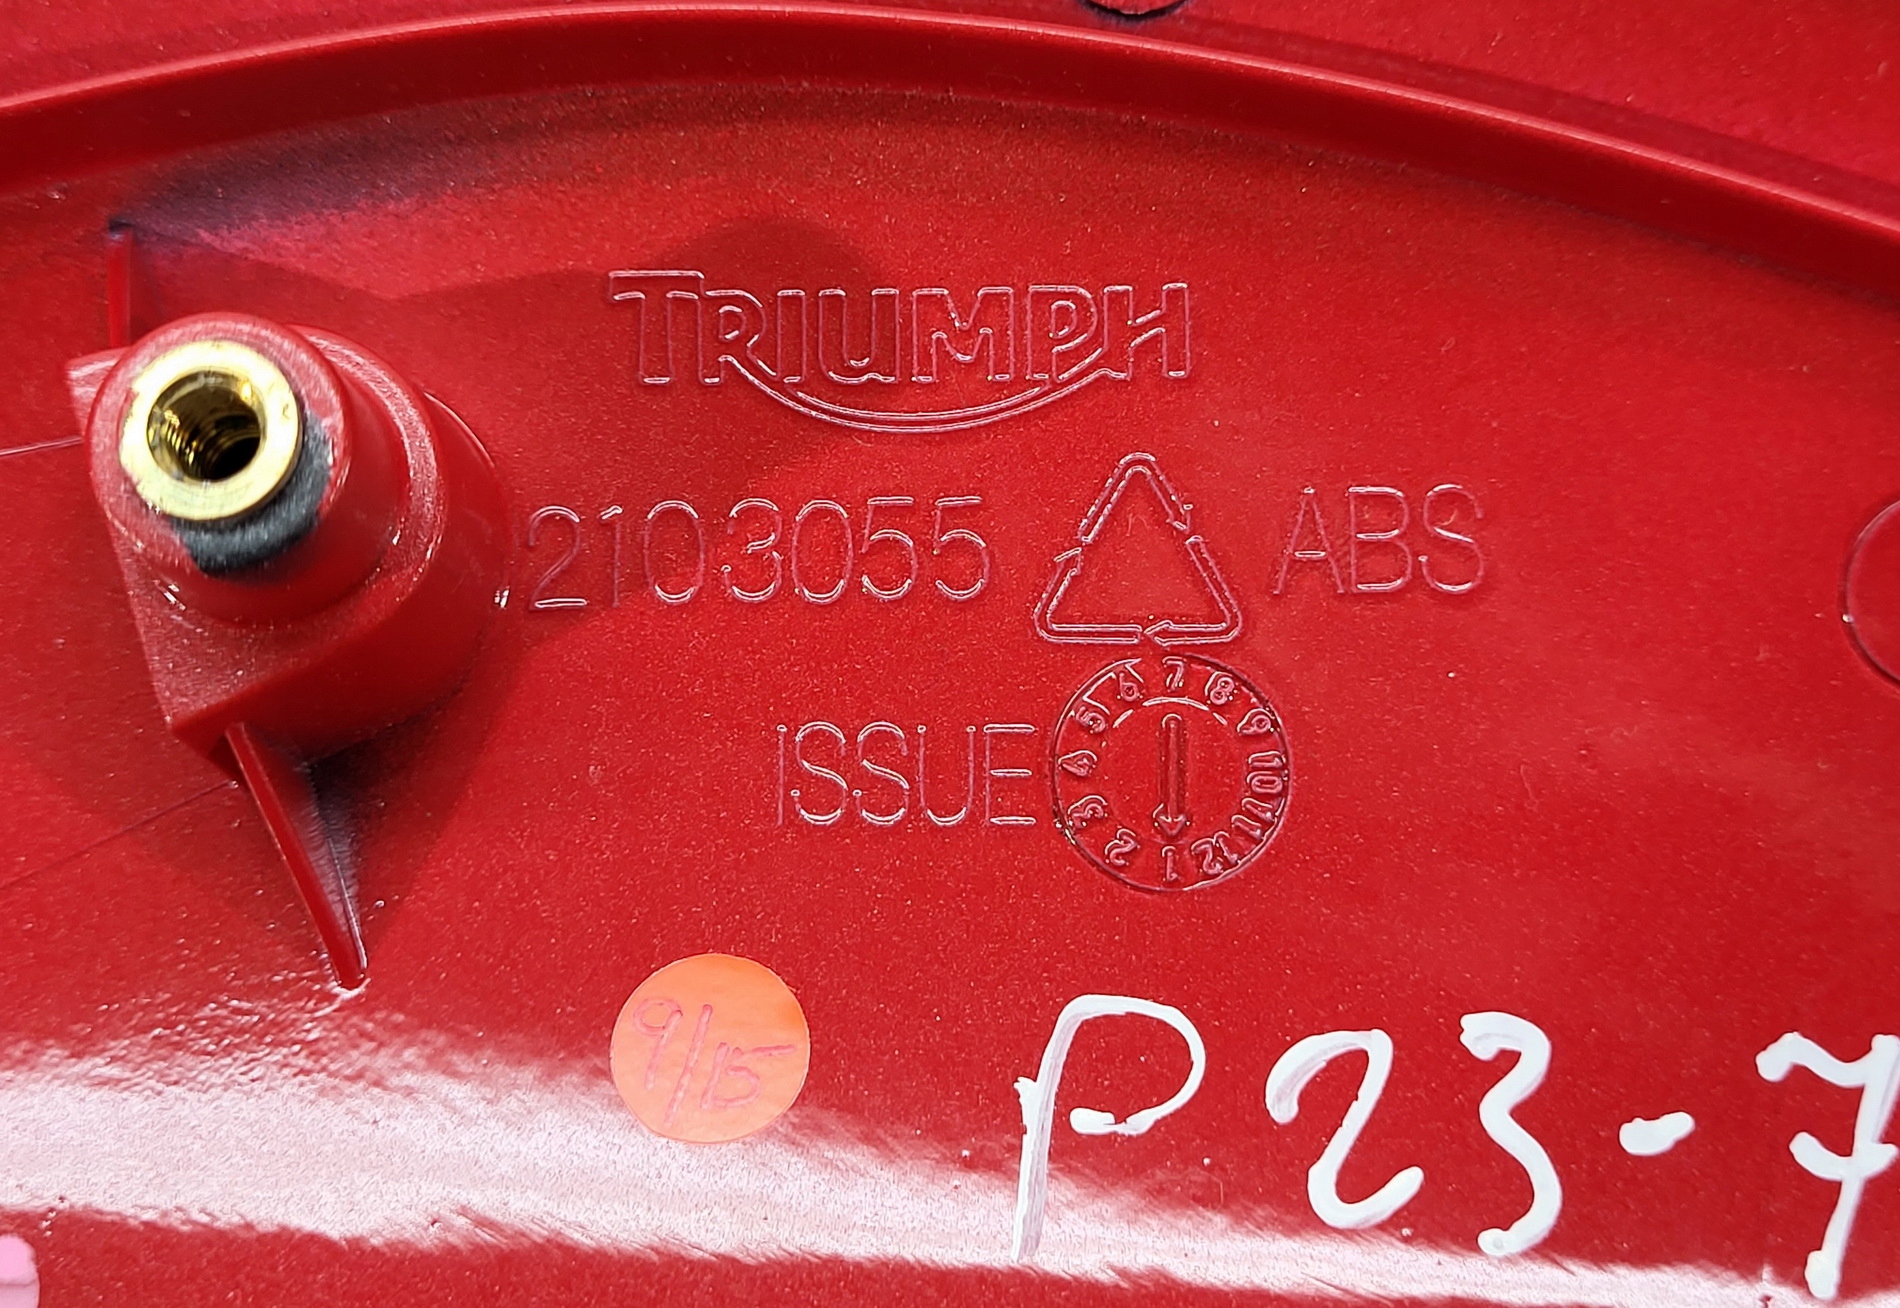 TRIUMPH
2103055 ABS
ISSUE 1 2 3 4 5 6 7 8 9 10 11 12
9/15
P23-7